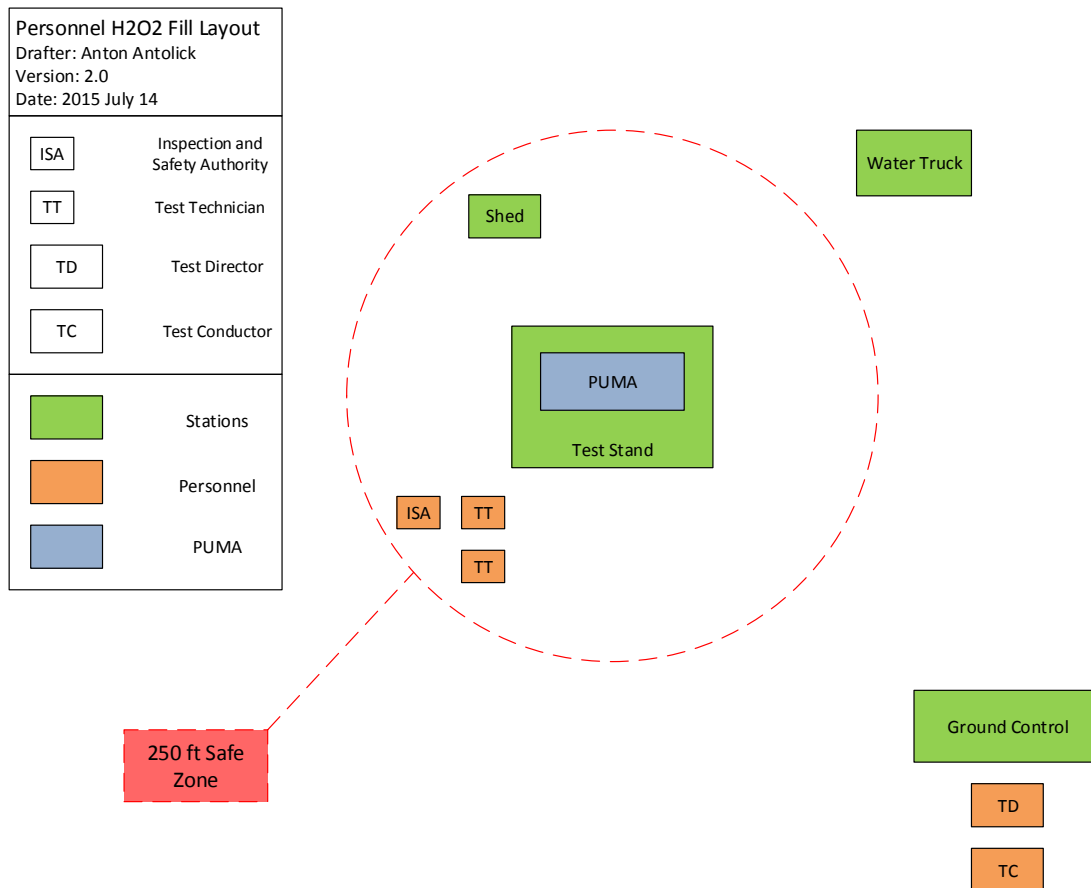 Personnel H2O2 Fill Layout
Drafter: Anton Antolick
Version: 2.0
Date: 2015 July 14
ISA
Inspection and
Safety Authority
TT
Test Technician
TD
Test Director
TC
Test Conductor
Stations
Personnel
PUMA
Water Truck
Shed
PUMA
Test Stand
ISA
TT
TT
250 ft Safe
Zone
Ground Control
TD
TC